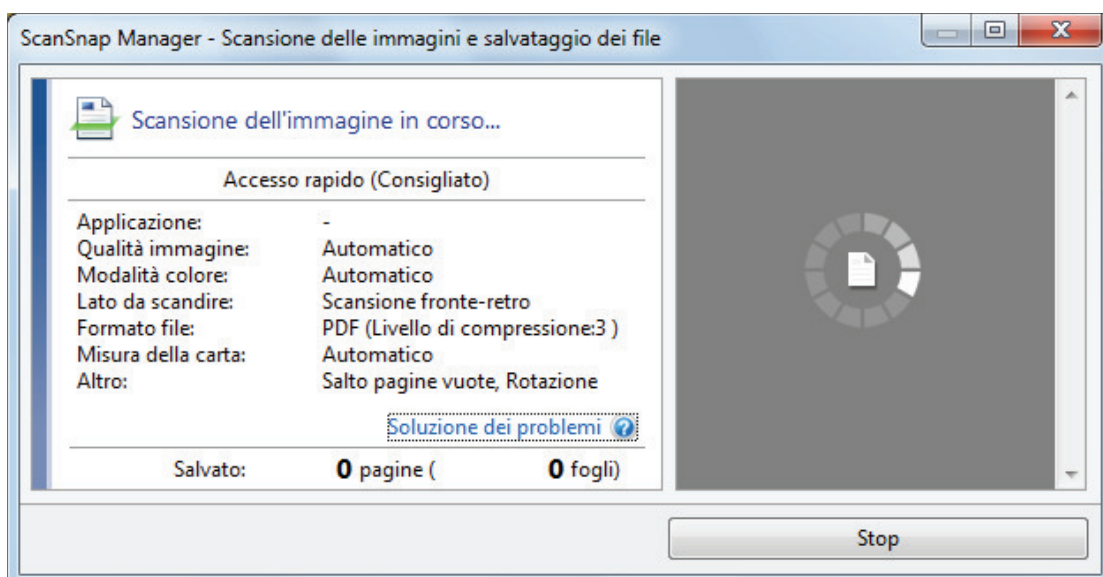 ScanSnap Manager - Scansione delle immagini e salvataggio dei file
Scansione dell'immagine in corso...
Accesso rapido (Consigliato)
Applicazione: -
Qualità immagine: Automatico
Modalità colore: Automatico
Lato da scandire: Scansione fronte-retro
Formato file: PDF (Livello di compressione:3 )
Misura della carta: Automatico
Altro: Salto pagine vuote, Rotazione
Soluzione dei problemi ?
Salvato: 0 pagine ( 0 fogli)
Stop